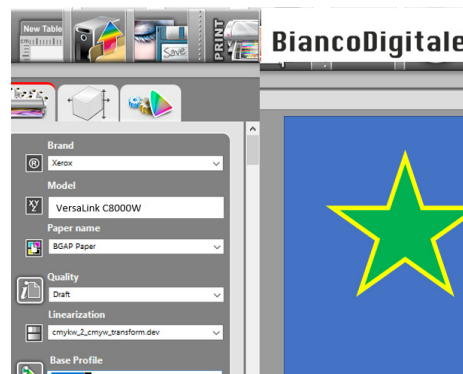 New Table
Save
PRINT
BiancoDigitale
Brand
Xerox
Model
VersaLink C8000W
Paper name
BGAP Paper
Quality
Draft
Linearization
cmykw_2_cmyw_transform.dev
Base Profile